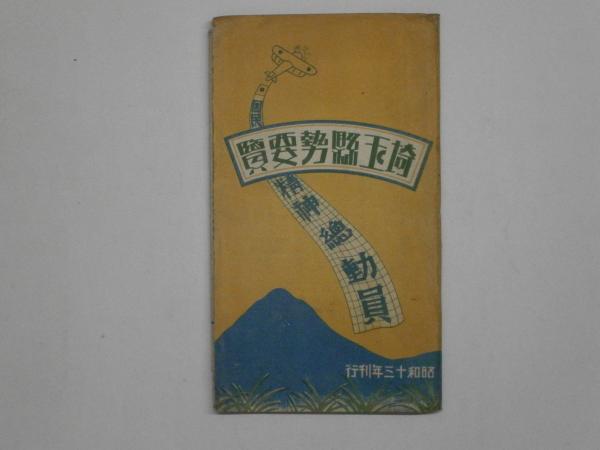 埼玉縣勢要覽
國民精神總動員
昭和十三年刊行